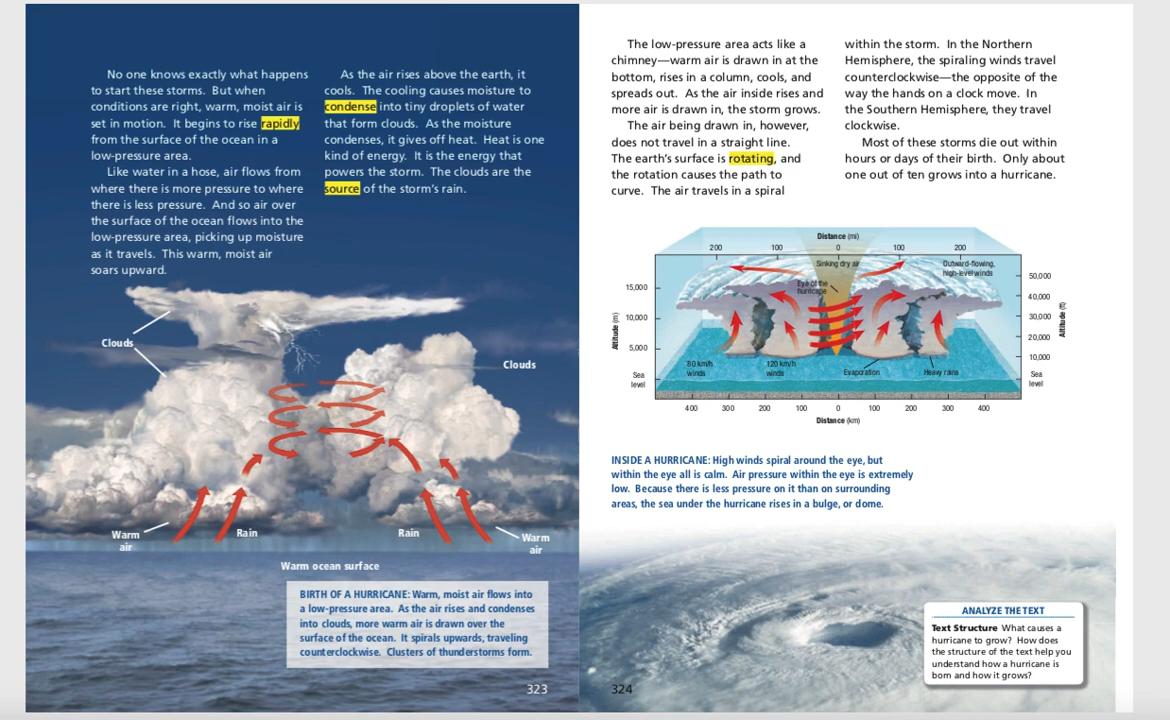 No one knows exactly what happens
to start these storms. But when
conditions are right, warm, moist air is
set in motion. It begins to rise rapidly
from the surface of the ocean in a
low-pressure area.
Like water in a hose, air flows from
where there is more pressure to where
there is less pressure. And so air over
the surface of the ocean flows into the
low-pressure area, picking up moisture
as it travels. This warm, moist air
soars upward.
As the air rises above the earth, it
cools. The cooling causes moisture to
condense into tiny droplets of water
that form clouds. As the moisture
condenses, it gives off heat. Heat is one
kind of energy. It is the energy that
powers the storm. The clouds are the
source of the storm's rain.
Clouds
Clouds
Warm
air
Rain
Rain
Warm
air
Warm ocean surface
BIRTH OF A HURRICANE: Warm, moist air flows into
a low-pressure area. As the air rises and condenses
into clouds, more warm air is drawn over the
surface of the ocean. It spirals upwards, traveling
counterclockwise. Clusters of thunderstorms form.
323
The low-pressure area acts like a
chimney—warm air is drawn in at the
bottom, rises in a column, cools, and
spreads out. As the air inside rises and
more air is drawn in, the storm grows.
The air being drawn in, however,
does not travel in a straight line.
The earth's surface is rotating, and
the rotation causes the path to
curve. The air travels in a spiral
within the storm. In the Northern
Hemisphere, the spiraling winds travel
counterclockwise—the opposite of the
way the hands on a clock move. In
the Southern Hemisphere, they travel
clockwise.
Most of these storms die out within
hours or days of their birth. Only about
one out of ten grows into a hurricane.
Distance (mi)
200 100 0 100 200
Sinking dry air
Outward-flowing,
high-level winds
Eye of the
hurricane
Altitude (m)
15,000
10,000
5,000
Sea
level
50,000
40,000
30,000
20,000
10,000
Sea
level
Altitude (ft)
80 km/h
winds
120 km/h
winds
Evaporation
Heavy rains
400 300 200 100 0 100 200 300 400
Distance (km)
INSIDE A HURRICANE: High winds spiral around the eye, but
within the eye all is calm. Air pressure within the eye is extremely
low. Because there is less pressure on it than on surrounding
areas, the sea under the hurricane rises in a bulge, or dome.
ANALYZE THE TEXT
Text Structure What causes a
hurricane to grow? How does
the structure of the text help you
understand how a hurricane is
born and how it grows?
324